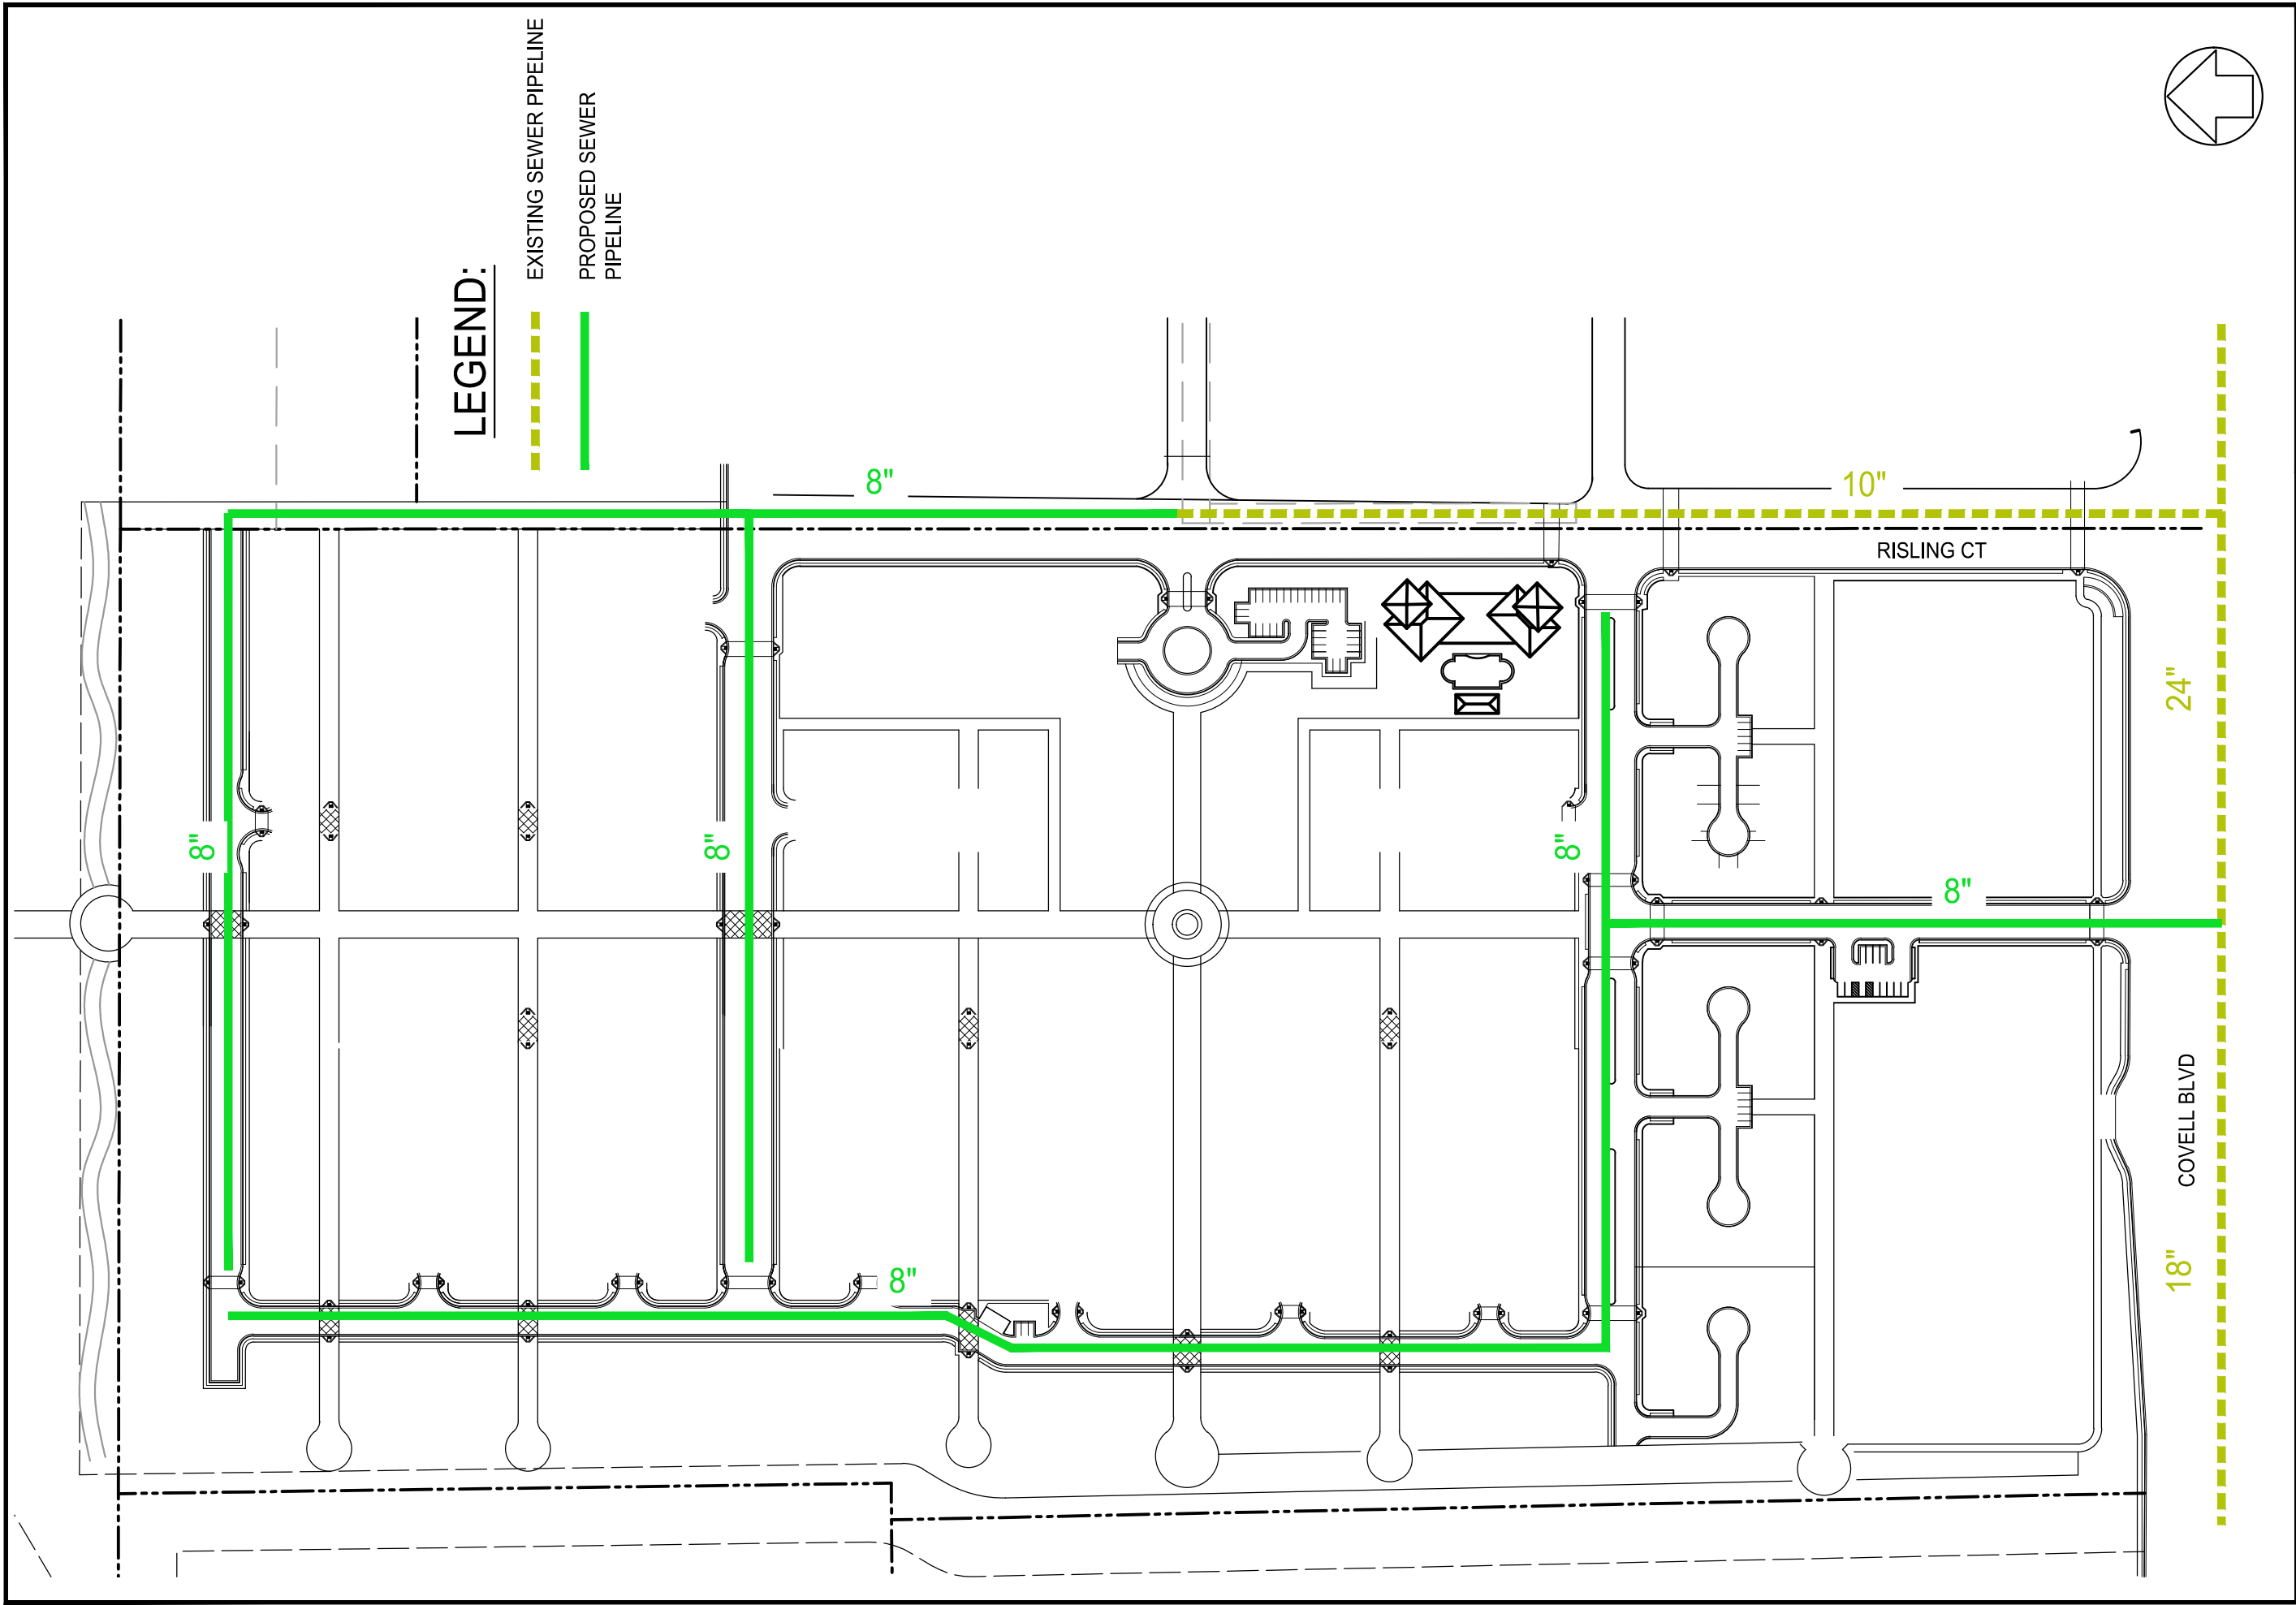 LEGEND:
EXISTING SEWER PIPELINE
PROPOSED SEWER
PIPELINE
8"
10"
RISLING CT
24"
8"
8"
8"
8"
COVELL BLVD
8"
18"